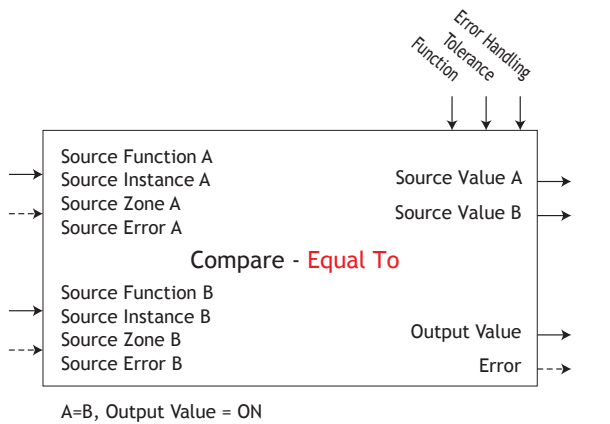 Error Handling
Tolerance
Function
Source Function A
Source Instance A
Source Zone A
Source Error A
Source Value A
Source Value B
Compare - Equal To
Source Function B
Source Instance B
Source Zone B
Source Error B
Output Value
Error
A=B, Output Value = ON